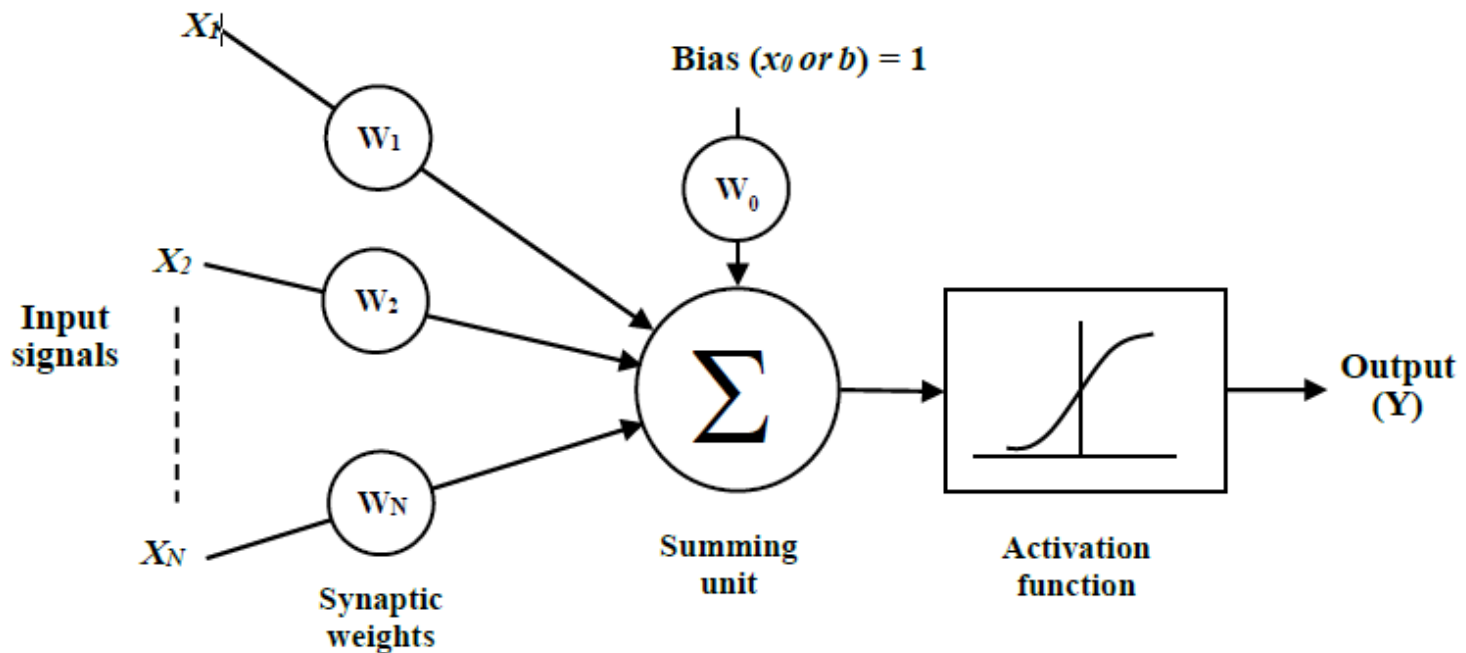 X1
Bias (x0 or b) = 1
W1
W0
X2
W2
Input
signals
Σ
Output
(Y)
WN
XN
Summing
unit
Activation
function
Synaptic
weights